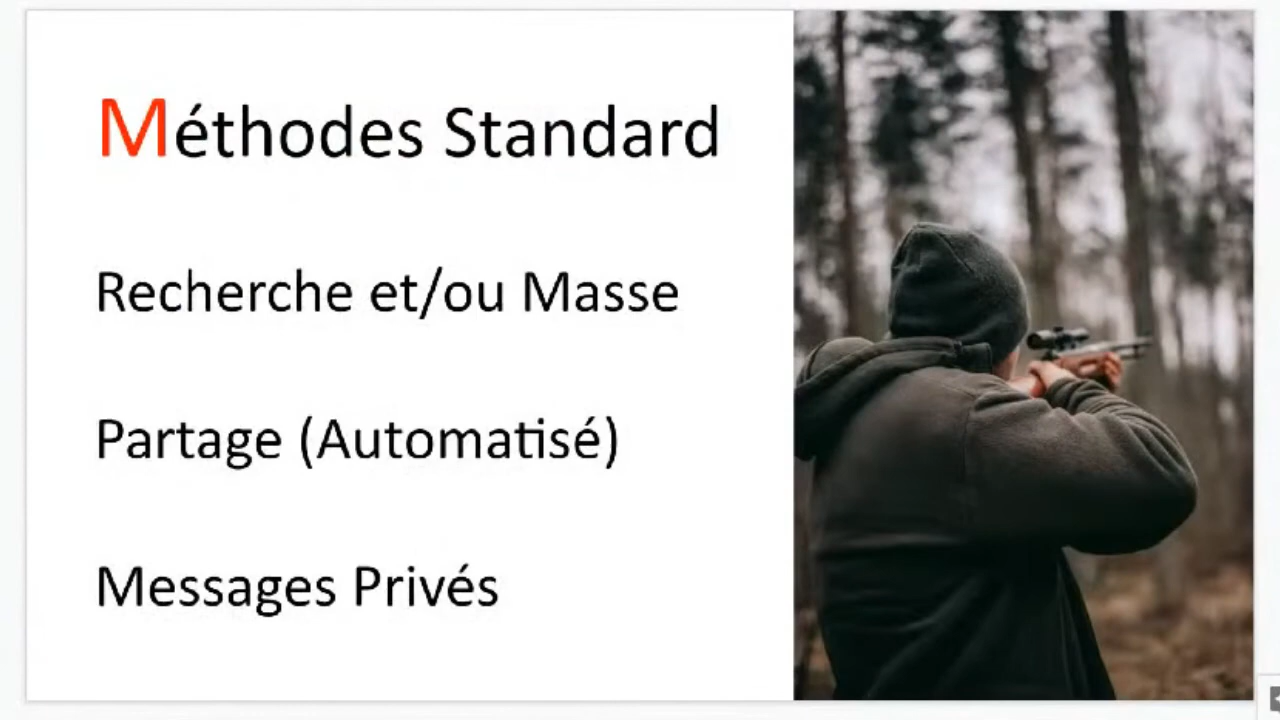 Méthodes Standard
Recherche et/ou Masse
Partage (Automatisé)
Messages Privés